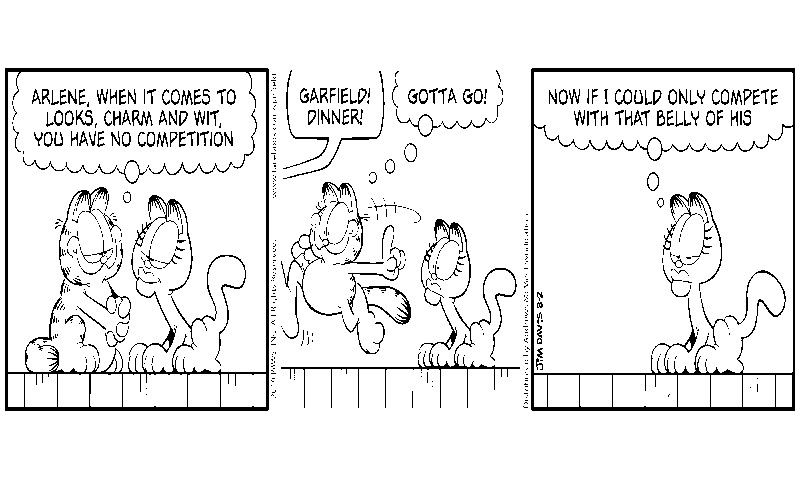 ARLENE, WHEN IT COMES TO
LOOKS, CHARM AND WIT,
YOU HAVE NO COMPETITION
GARFIELD!
DINNER!
GOTTA GO!
NOW IF I COULD ONLY COMPETE
WITH THAT BELLY OF HIS
JIM DAVIS 8-2